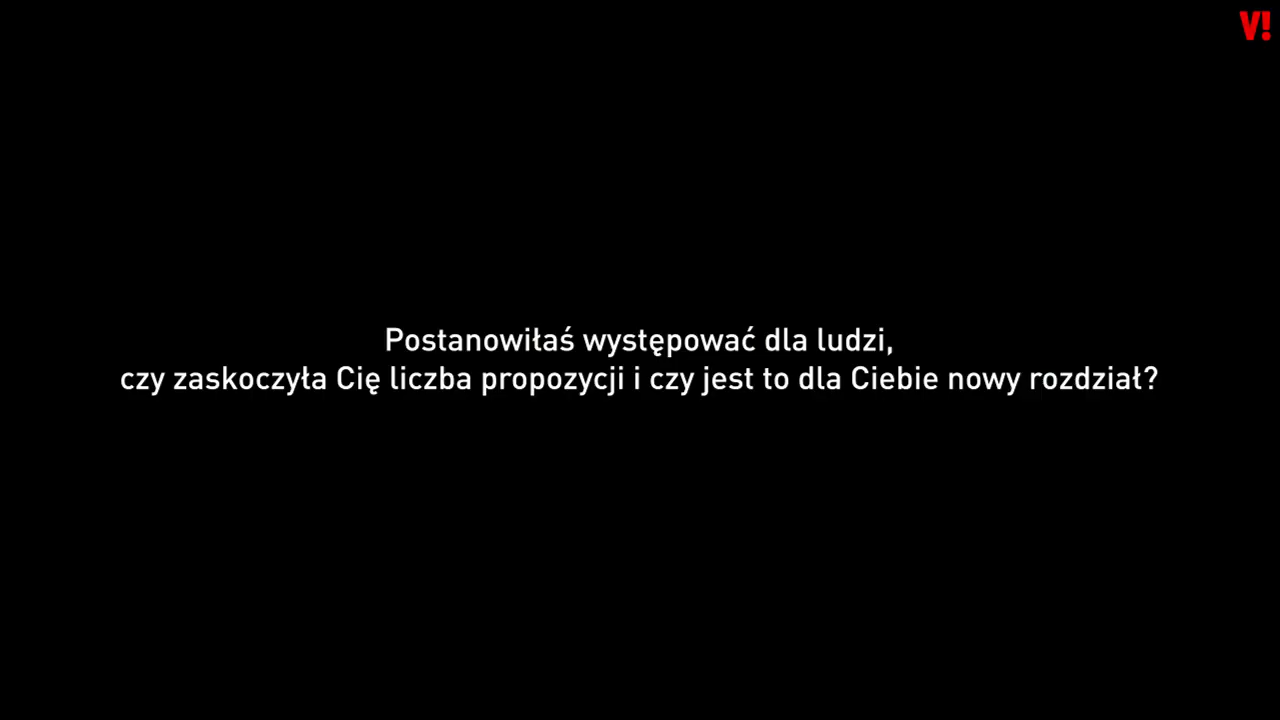 V!
Postanowiłaś występować dla ludzi,
czy zaskoczyła Cię liczba propozycji i czy jest to dla Ciebie nowy rozdział?